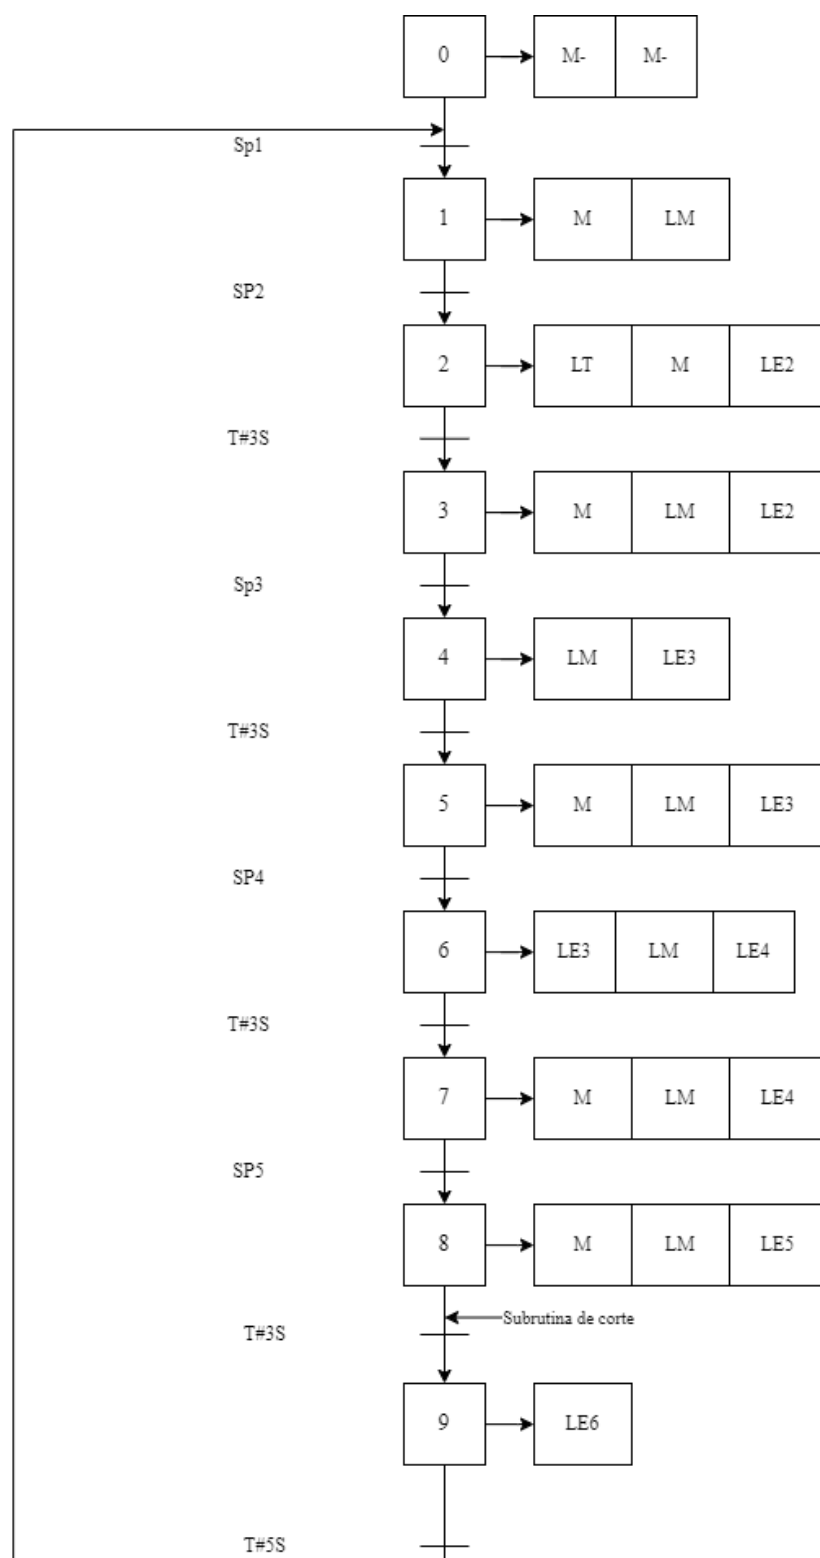 0 M- M-
Sp1
1 M LM
SP2
2 LT M LE2
T#3S
3 M LM LE2
Sp3
4 LM LE3
T#3S
5 M LM LE3
SP4
6 LE3 LM LE4
T#3S
7 M LM LE4
SP5
8 M LM LE5
Subrutina de corte
T#3S
9 LE6
T#5S